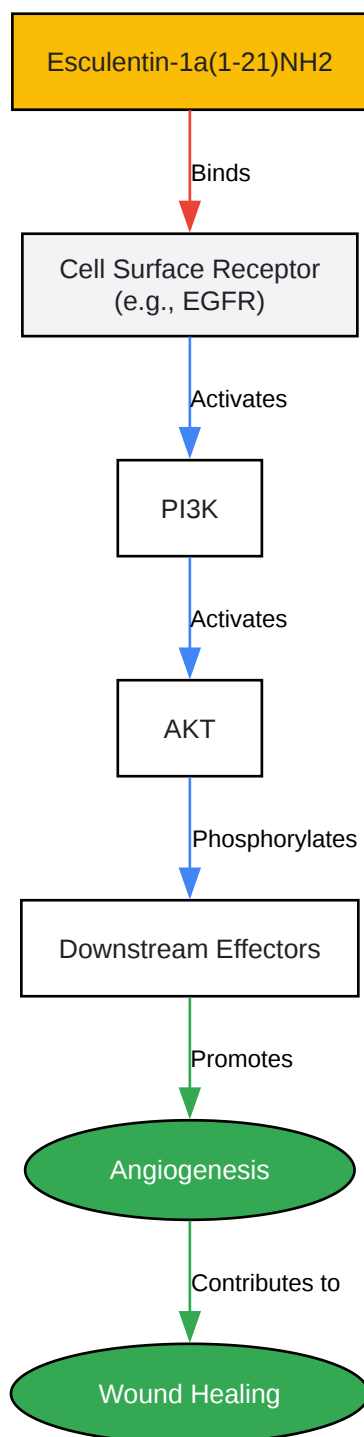 Esculentin-1a(1-21)NH2
Binds
Cell Surface Receptor
(e.g., EGFR)
Activates
PI3K
Activates
AKT
Phosphorylates
Downstream Effectors
Promotes
Angiogenesis
Contributes to
Wound Healing